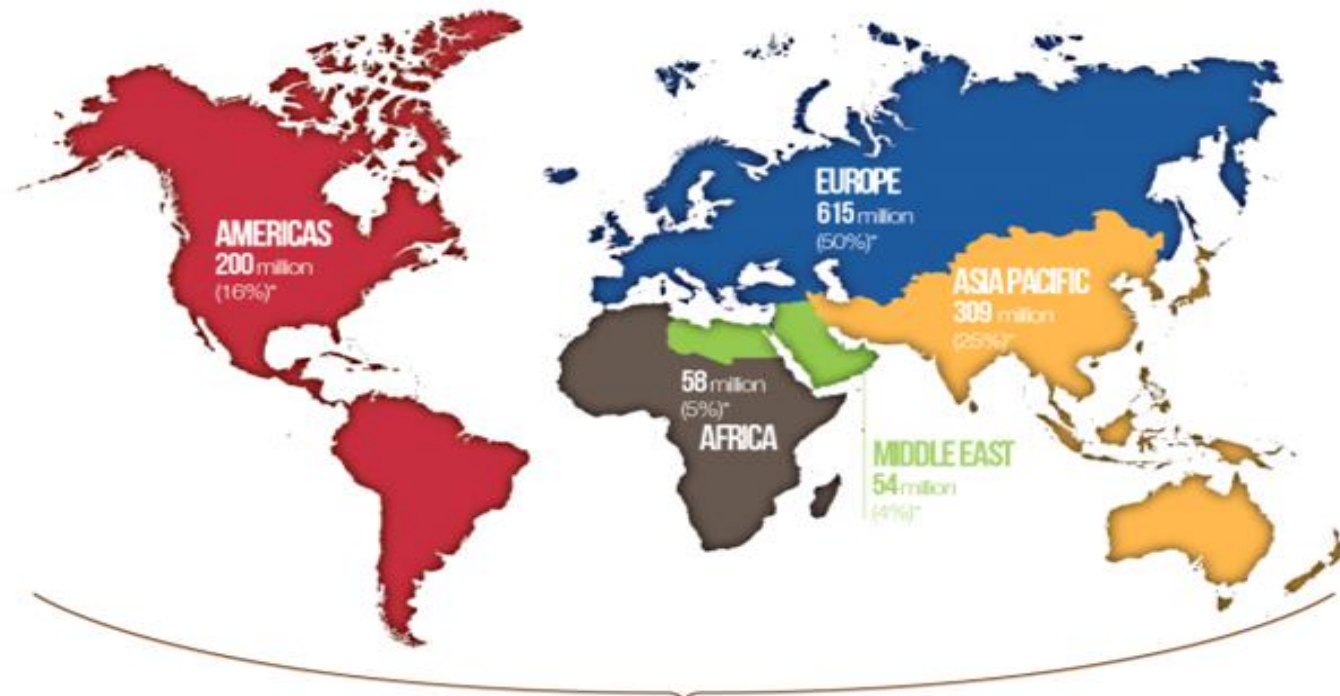 AMERICAS
200 million
(16%)*
EUROPE
615 million
(50%)*
ASIA PACIFIC
309 million
(25%)*
58 million
(5%)*
AFRICA
MIDDLE EAST
54 million
(4%)*